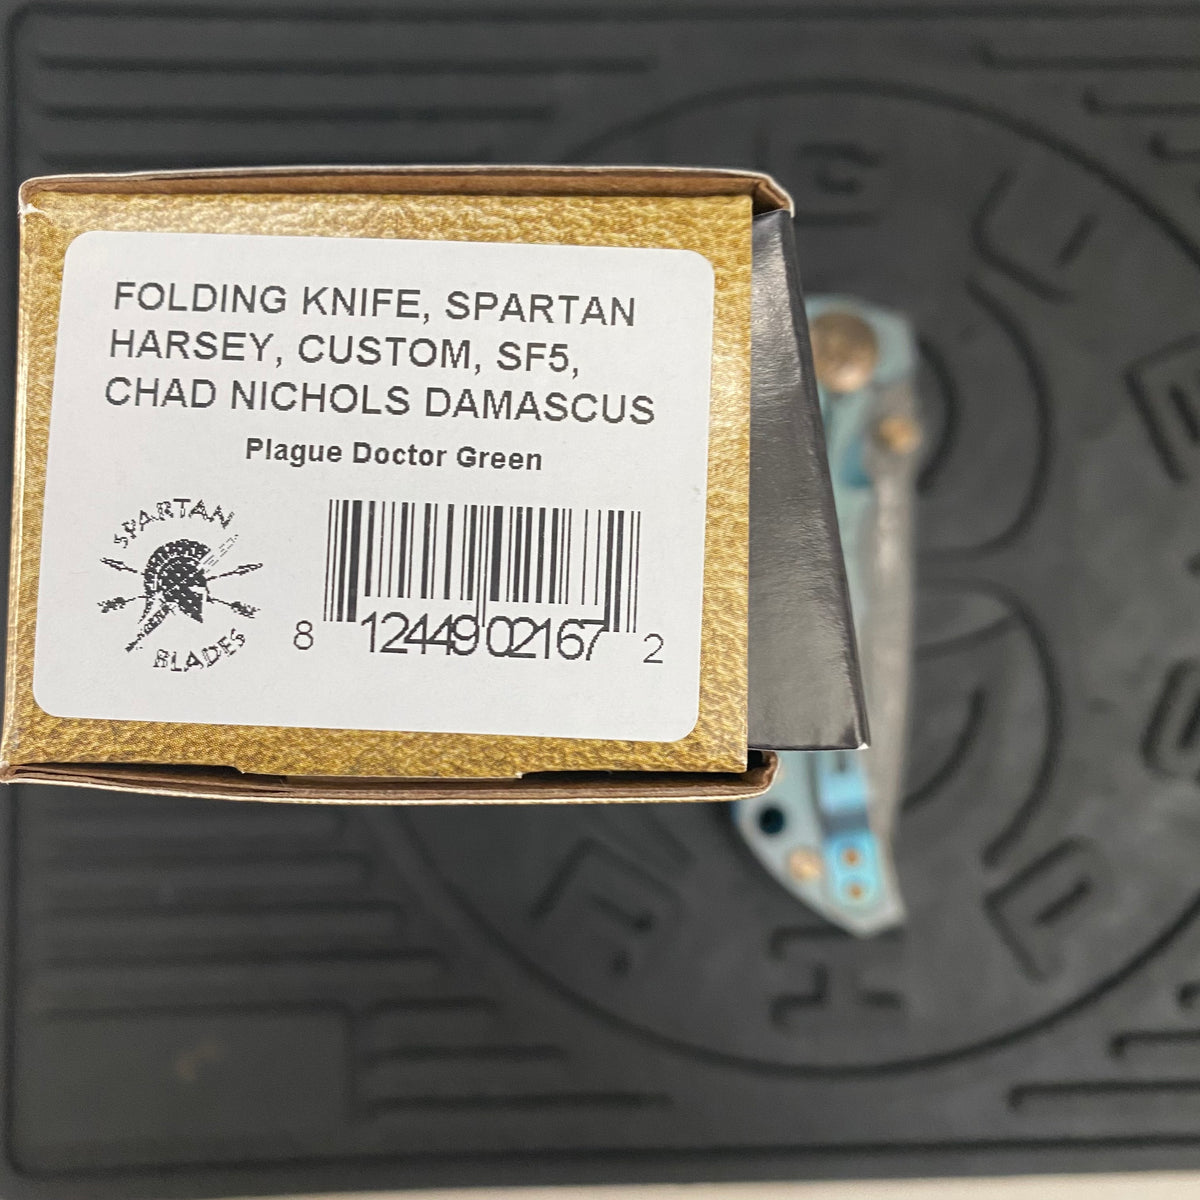 FOLDING KNIFE, SPARTAN
HARSEY, CUSTOM, SF5,
CHAD NICHOLS DAMASCUS
Plague Doctor Green
SPARTAN
BLADES
8 12449 02167 2